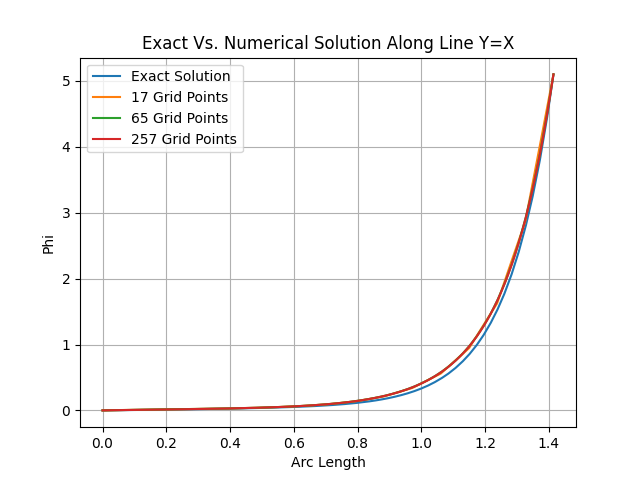 Exact Vs. Numerical Solution Along Line Y=X
Exact Solution
17 Grid Points
65 Grid Points
257 Grid Points
5
4
3
2
1
0
Phi
0.0 0.2 0.4 0.6 0.8 1.0 1.2 1.4
Arc Length